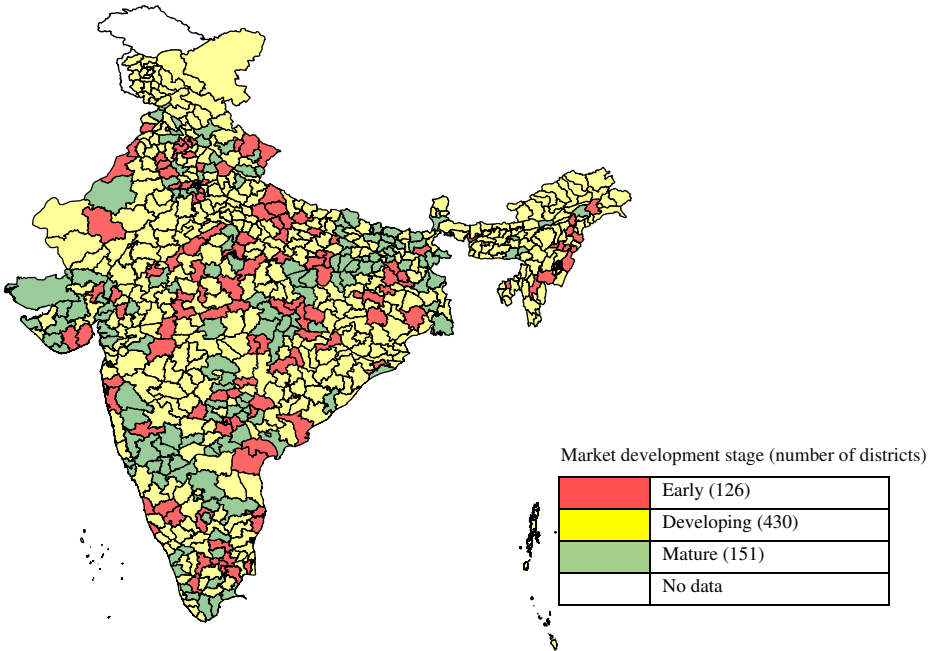 Market development stage (number of districts)
Early (126)
Developing (430)
Mature (151)
No data